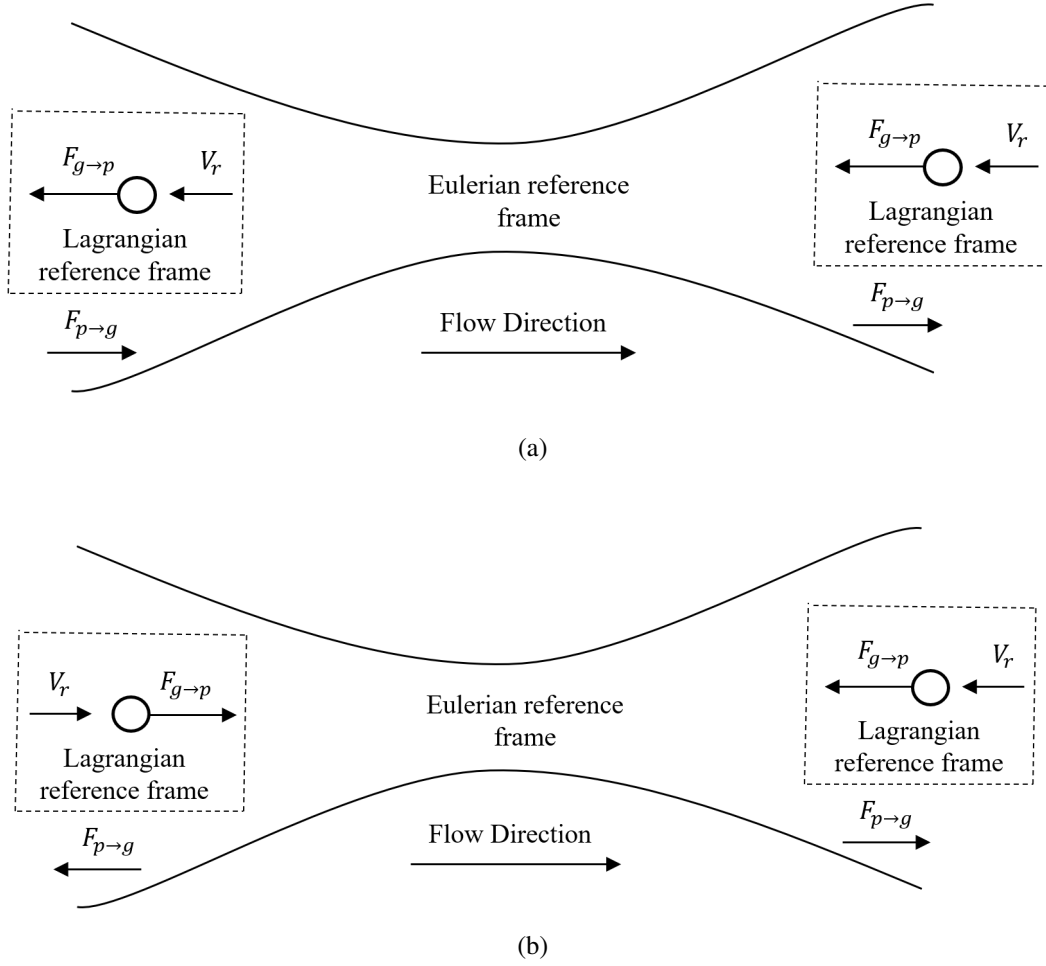 F_{g→p}
V_r
Lagrangian
reference frame
F_{p→g}
Eulerian reference
frame
Flow Direction
F_{g→p}
V_r
Lagrangian
reference frame
F_{p→g}
(a)
V_r
F_{g→p}
Lagrangian
reference frame
F_{p→g}
Eulerian reference
frame
Flow Direction
F_{g→p}
V_r
Lagrangian
reference frame
F_{p→g}
(b)